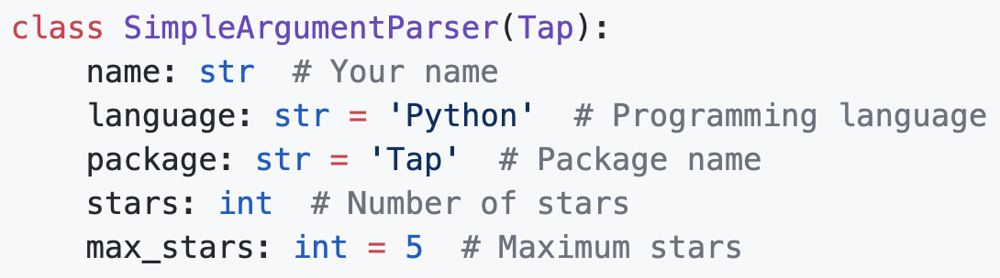 class SimpleArgumentParser(Tap):
    name: str  # Your name
    language: str = 'Python'  # Programming language
    package: str = 'Tap'  # Package name
    stars: int  # Number of stars
    max_stars: int = 5  # Maximum stars